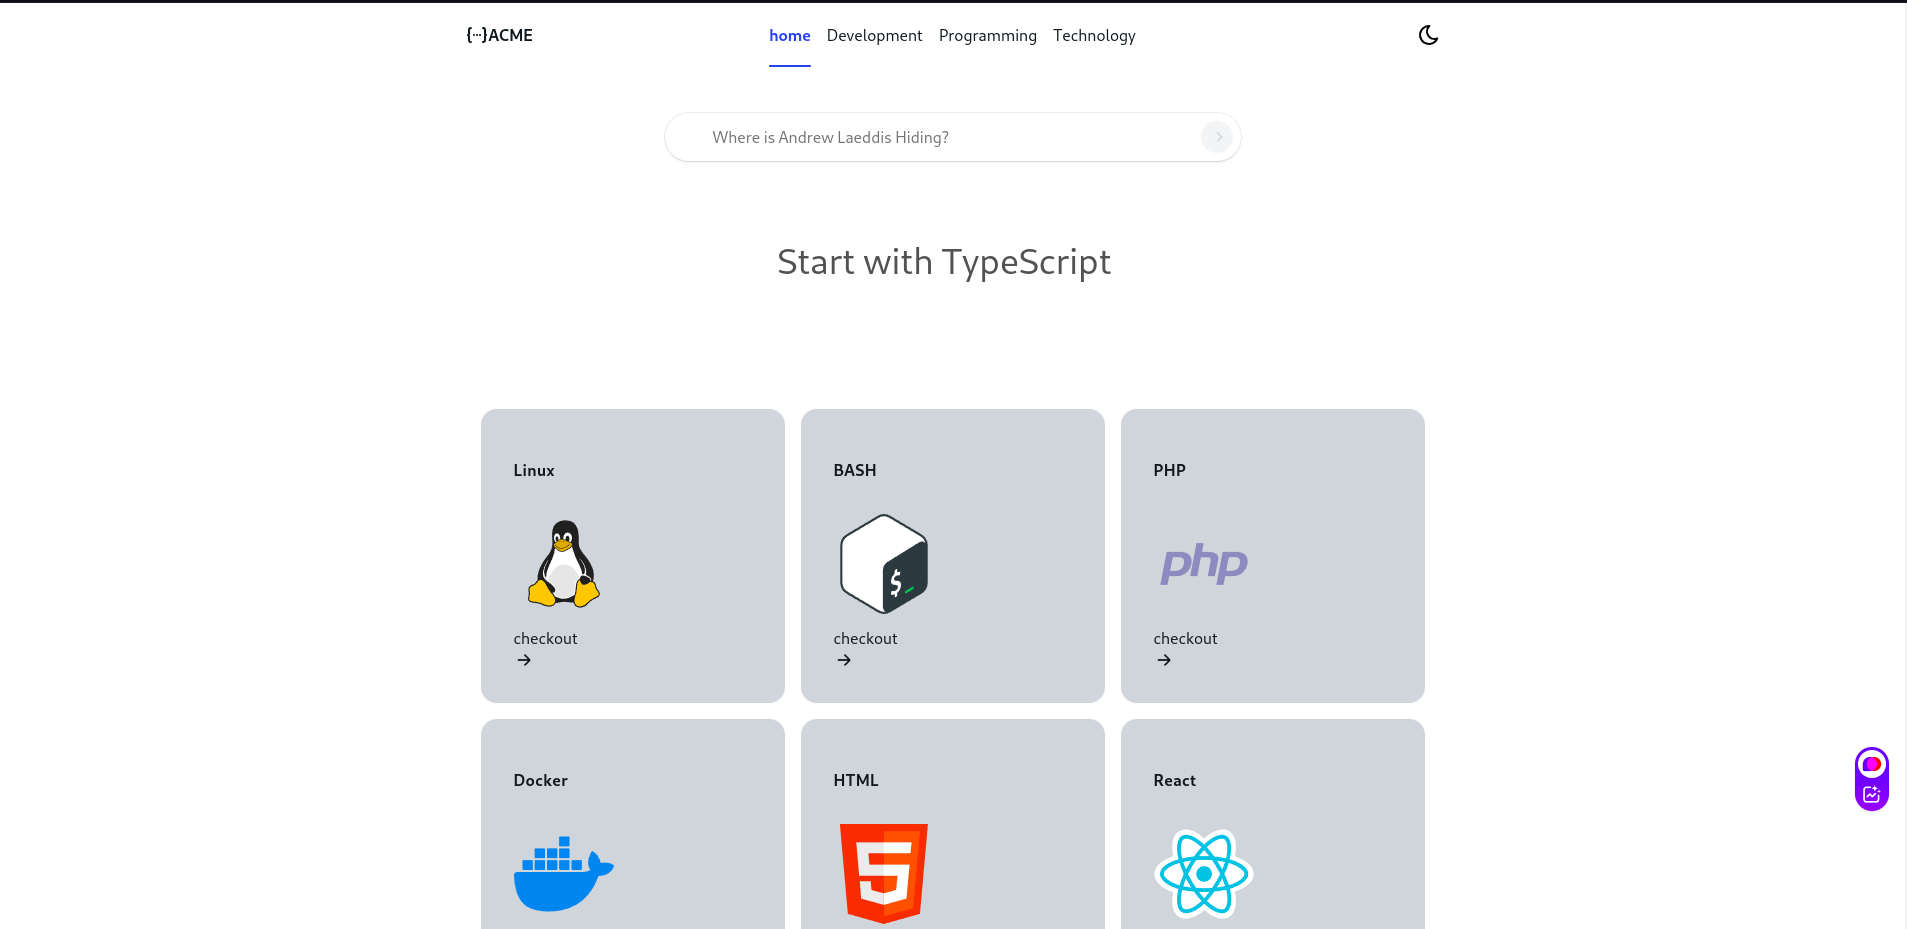 {···}ACME
home Development Programming Technology
Where is Andrew Laeddis Hiding?
Start with TypeScript
Linux
BASH
PHP
$_
php
checkout
checkout
checkout
Docker
HTML
React
5